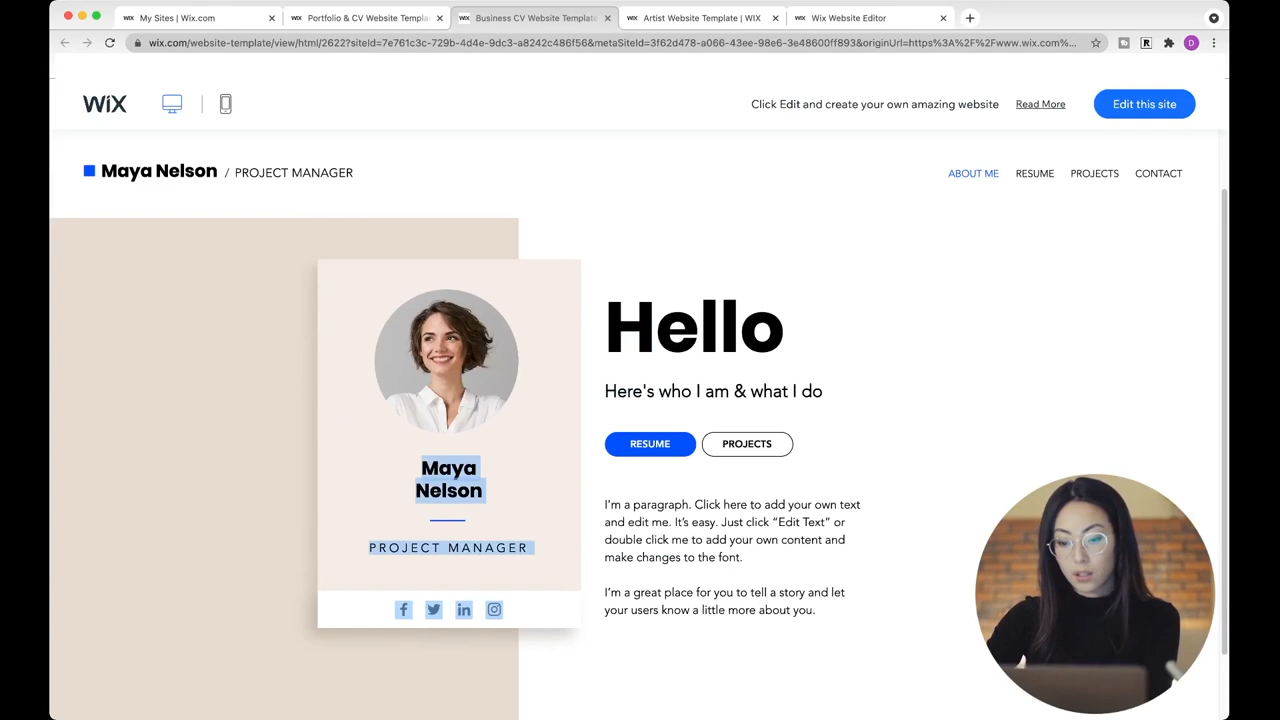 WiX My Sites | Wix.com
WiX Portfolio & CV Website Templa
WiX Business CV Website Template
WiX Artist Website Template | WIX
WiX Wix Website Editor
wix.com/website-template/view/html/2622?siteId=7e761c3c-729b-4d4e-9dc3-a8242c486f56&metaSiteId=3f62d478-a066-43ee-98e6-3e48600ff893&originUrl=https%3A%2F%2Fwww.wix.com%...
R
D
WiX
Click Edit and create your own amazing website Read More Edit this site
Maya Nelson / PROJECT MANAGER
ABOUT ME RESUME PROJECTS CONTACT
Maya
Nelson
PROJECT MANAGER
Hello
Here's who I am & what I do
RESUME PROJECTS
I'm a paragraph. Click here to add your own text
and edit me. It’s easy. Just click “Edit Text” or
double click me to add your own content and
make changes to the font.
I’m a great place for you to tell a story and let
your users know a little more about you.